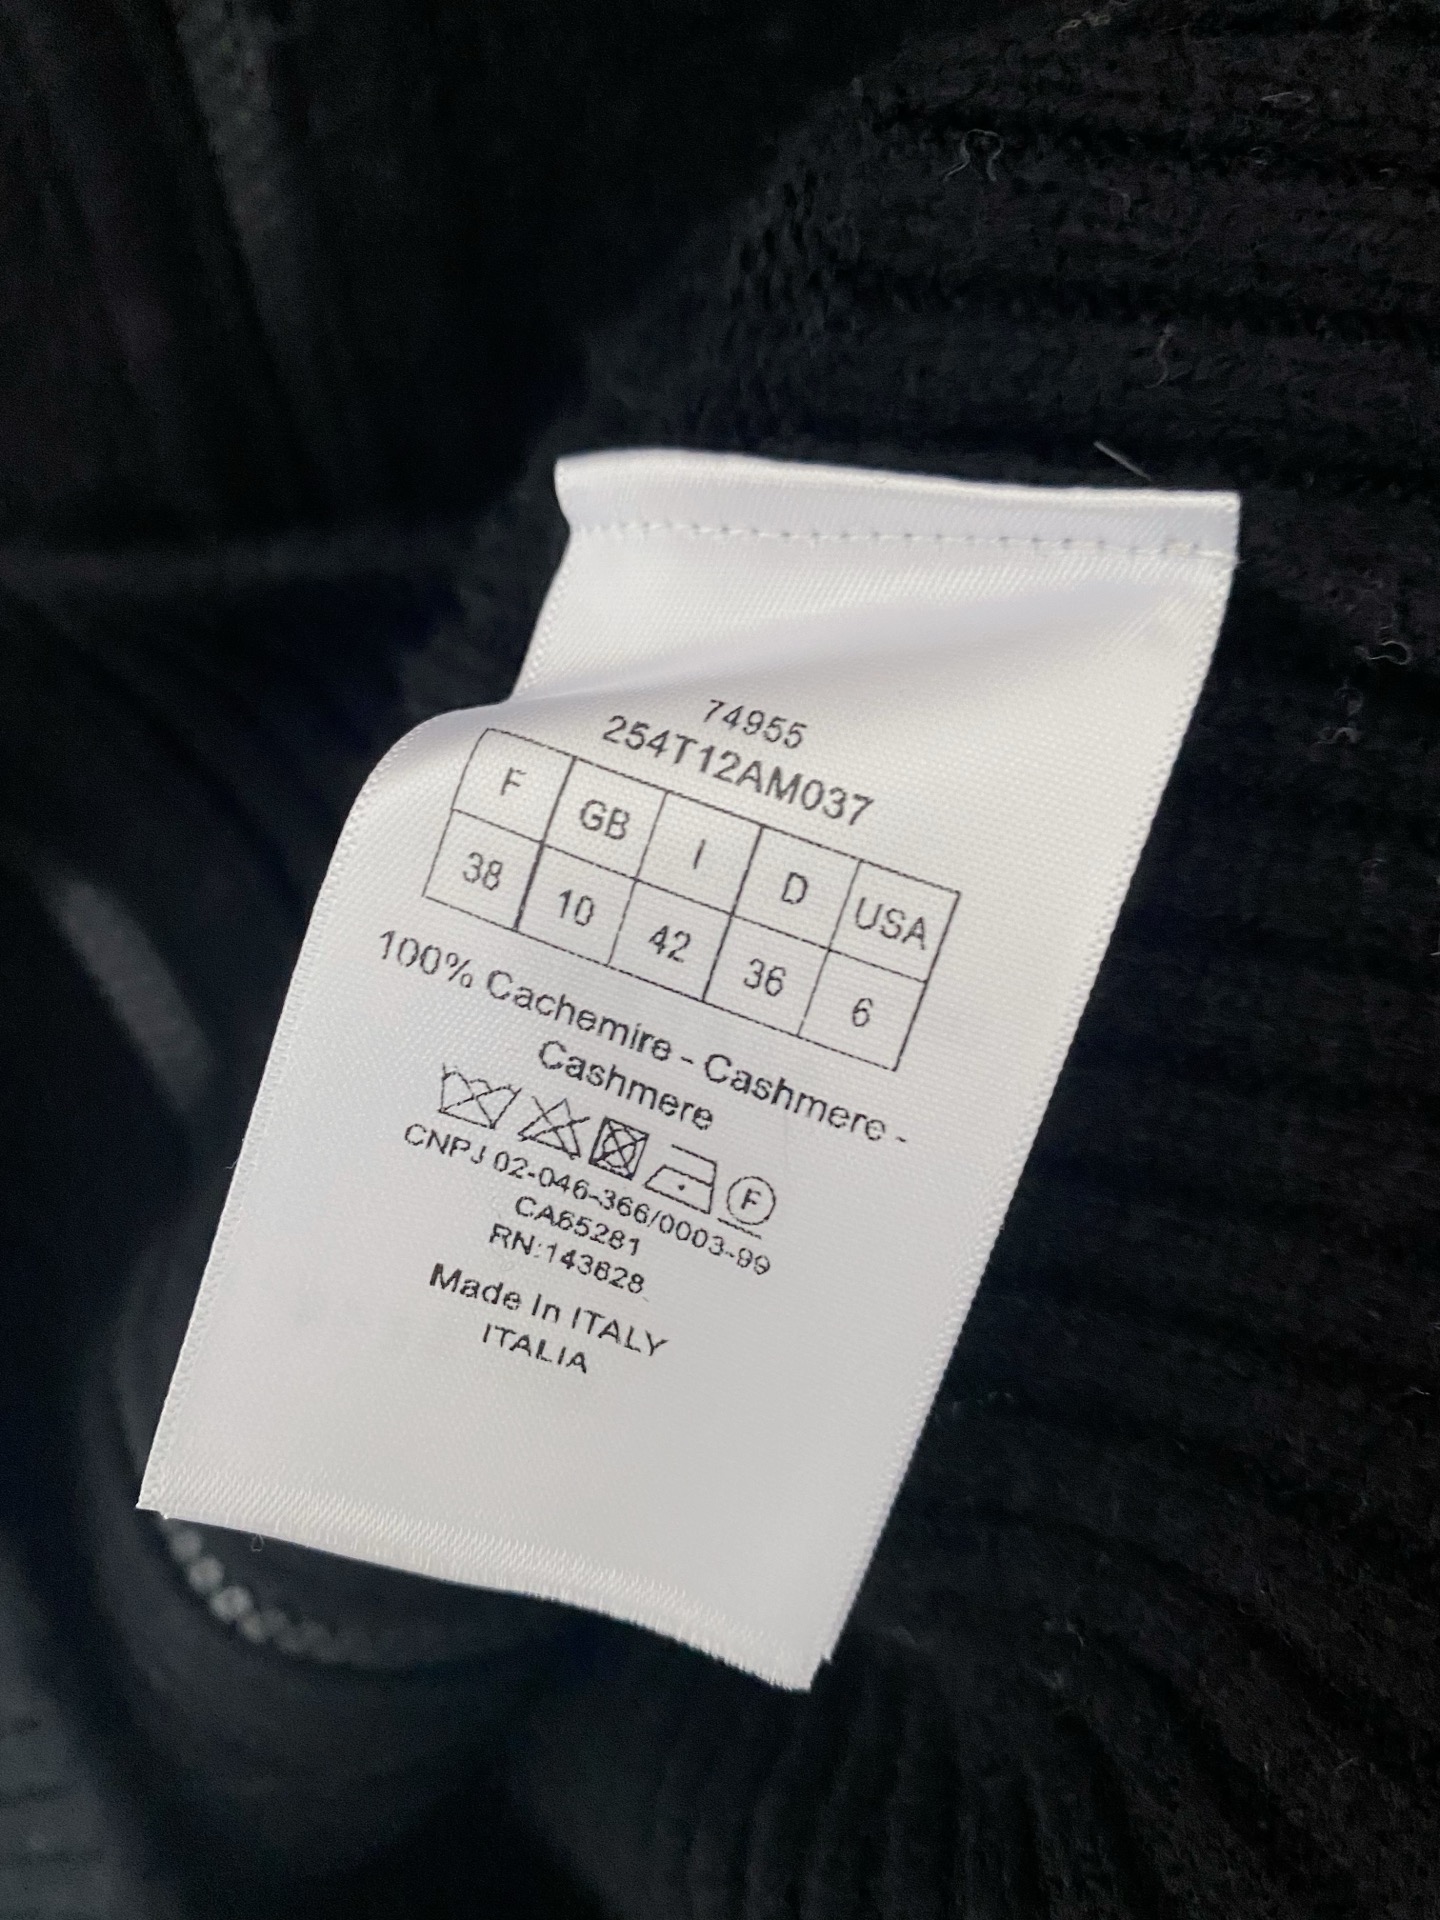 74955
254T12AM037
F GB I D USA
38 10 42 36 6
100% Cachemire - Cashmere -
Cashmere
F
CNPJ 02-046-366/0003-99
CA65281
RN:143628
Made In ITALY
ITALIA